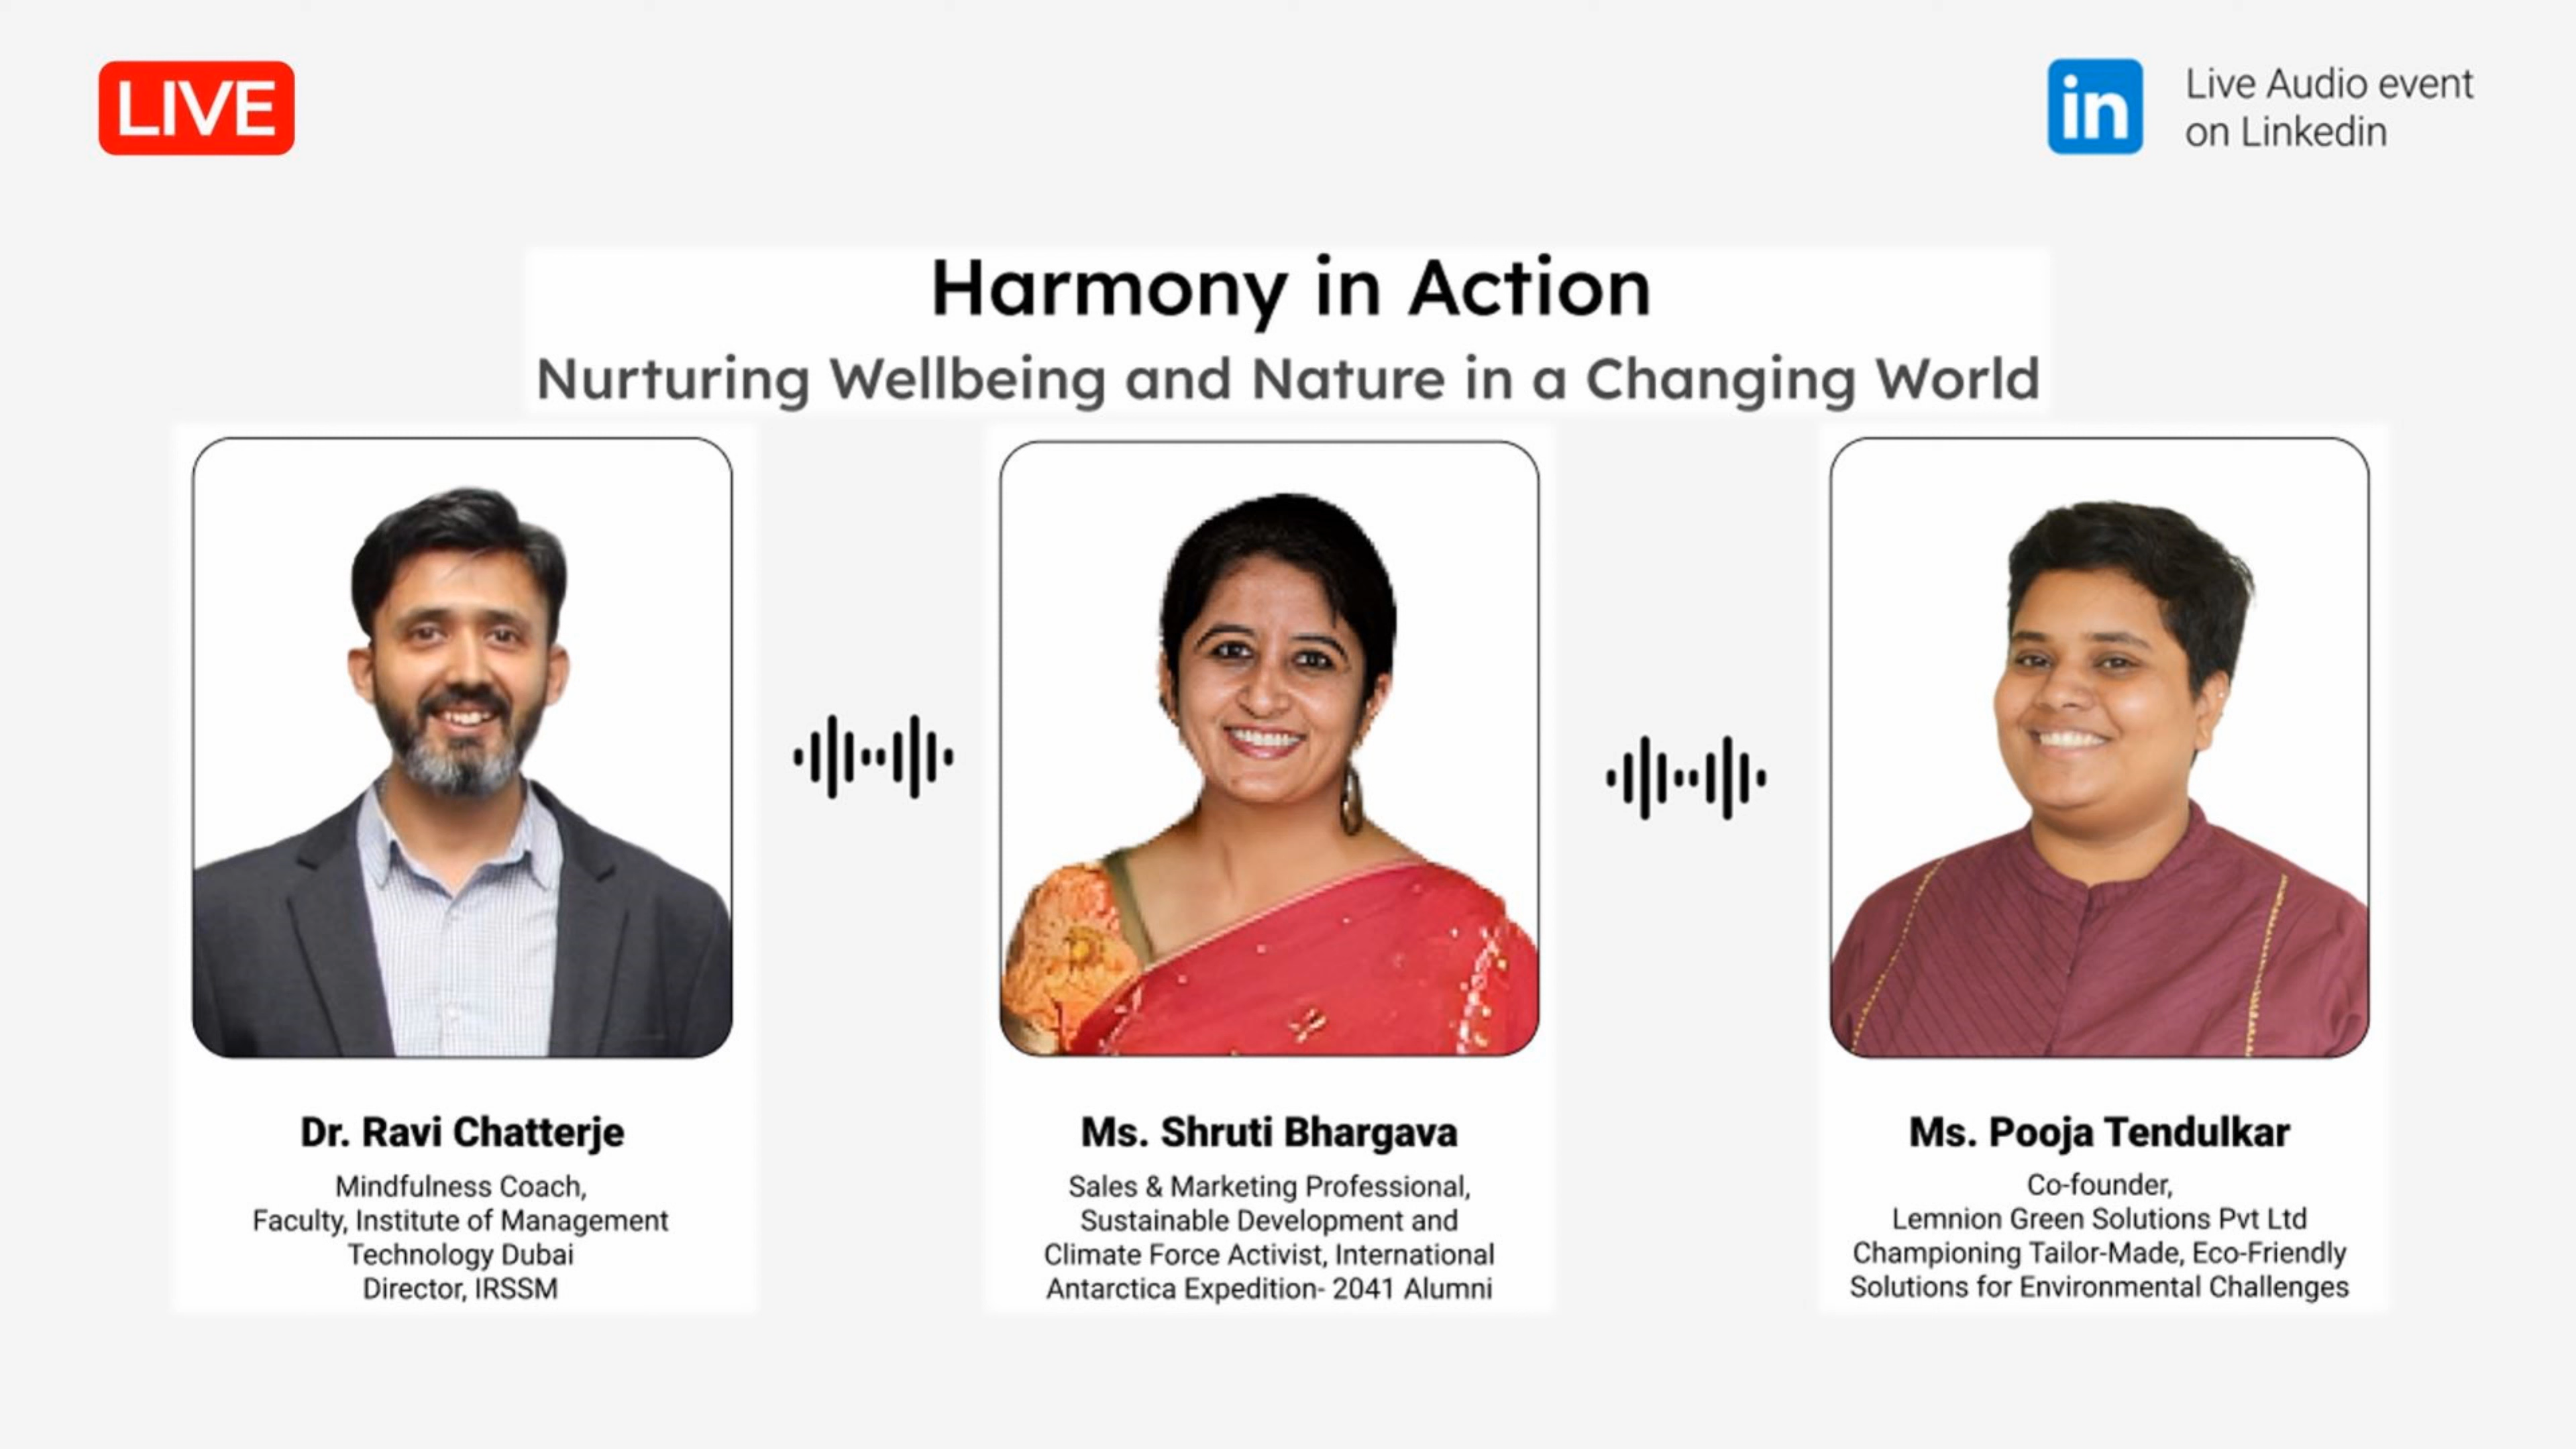 LIVE
in
Live Audio event
on Linkedin
Harmony in Action
Nurturing Wellbeing and Nature in a Changing World
Dr. Ravi Chatterje
Mindfulness Coach,
Faculty, Institute of Management
Technology Dubai
Director, IRSSM
Ms. Shruti Bhargava
Sales & Marketing Professional,
Sustainable Development and
Climate Force Activist, International
Antarctica Expedition- 2041 Alumni
Ms. Pooja Tendulkar
Co-founder,
Lemnion Green Solutions Pvt Ltd
Championing Tailor-Made, Eco-Friendly
Solutions for Environmental Challenges